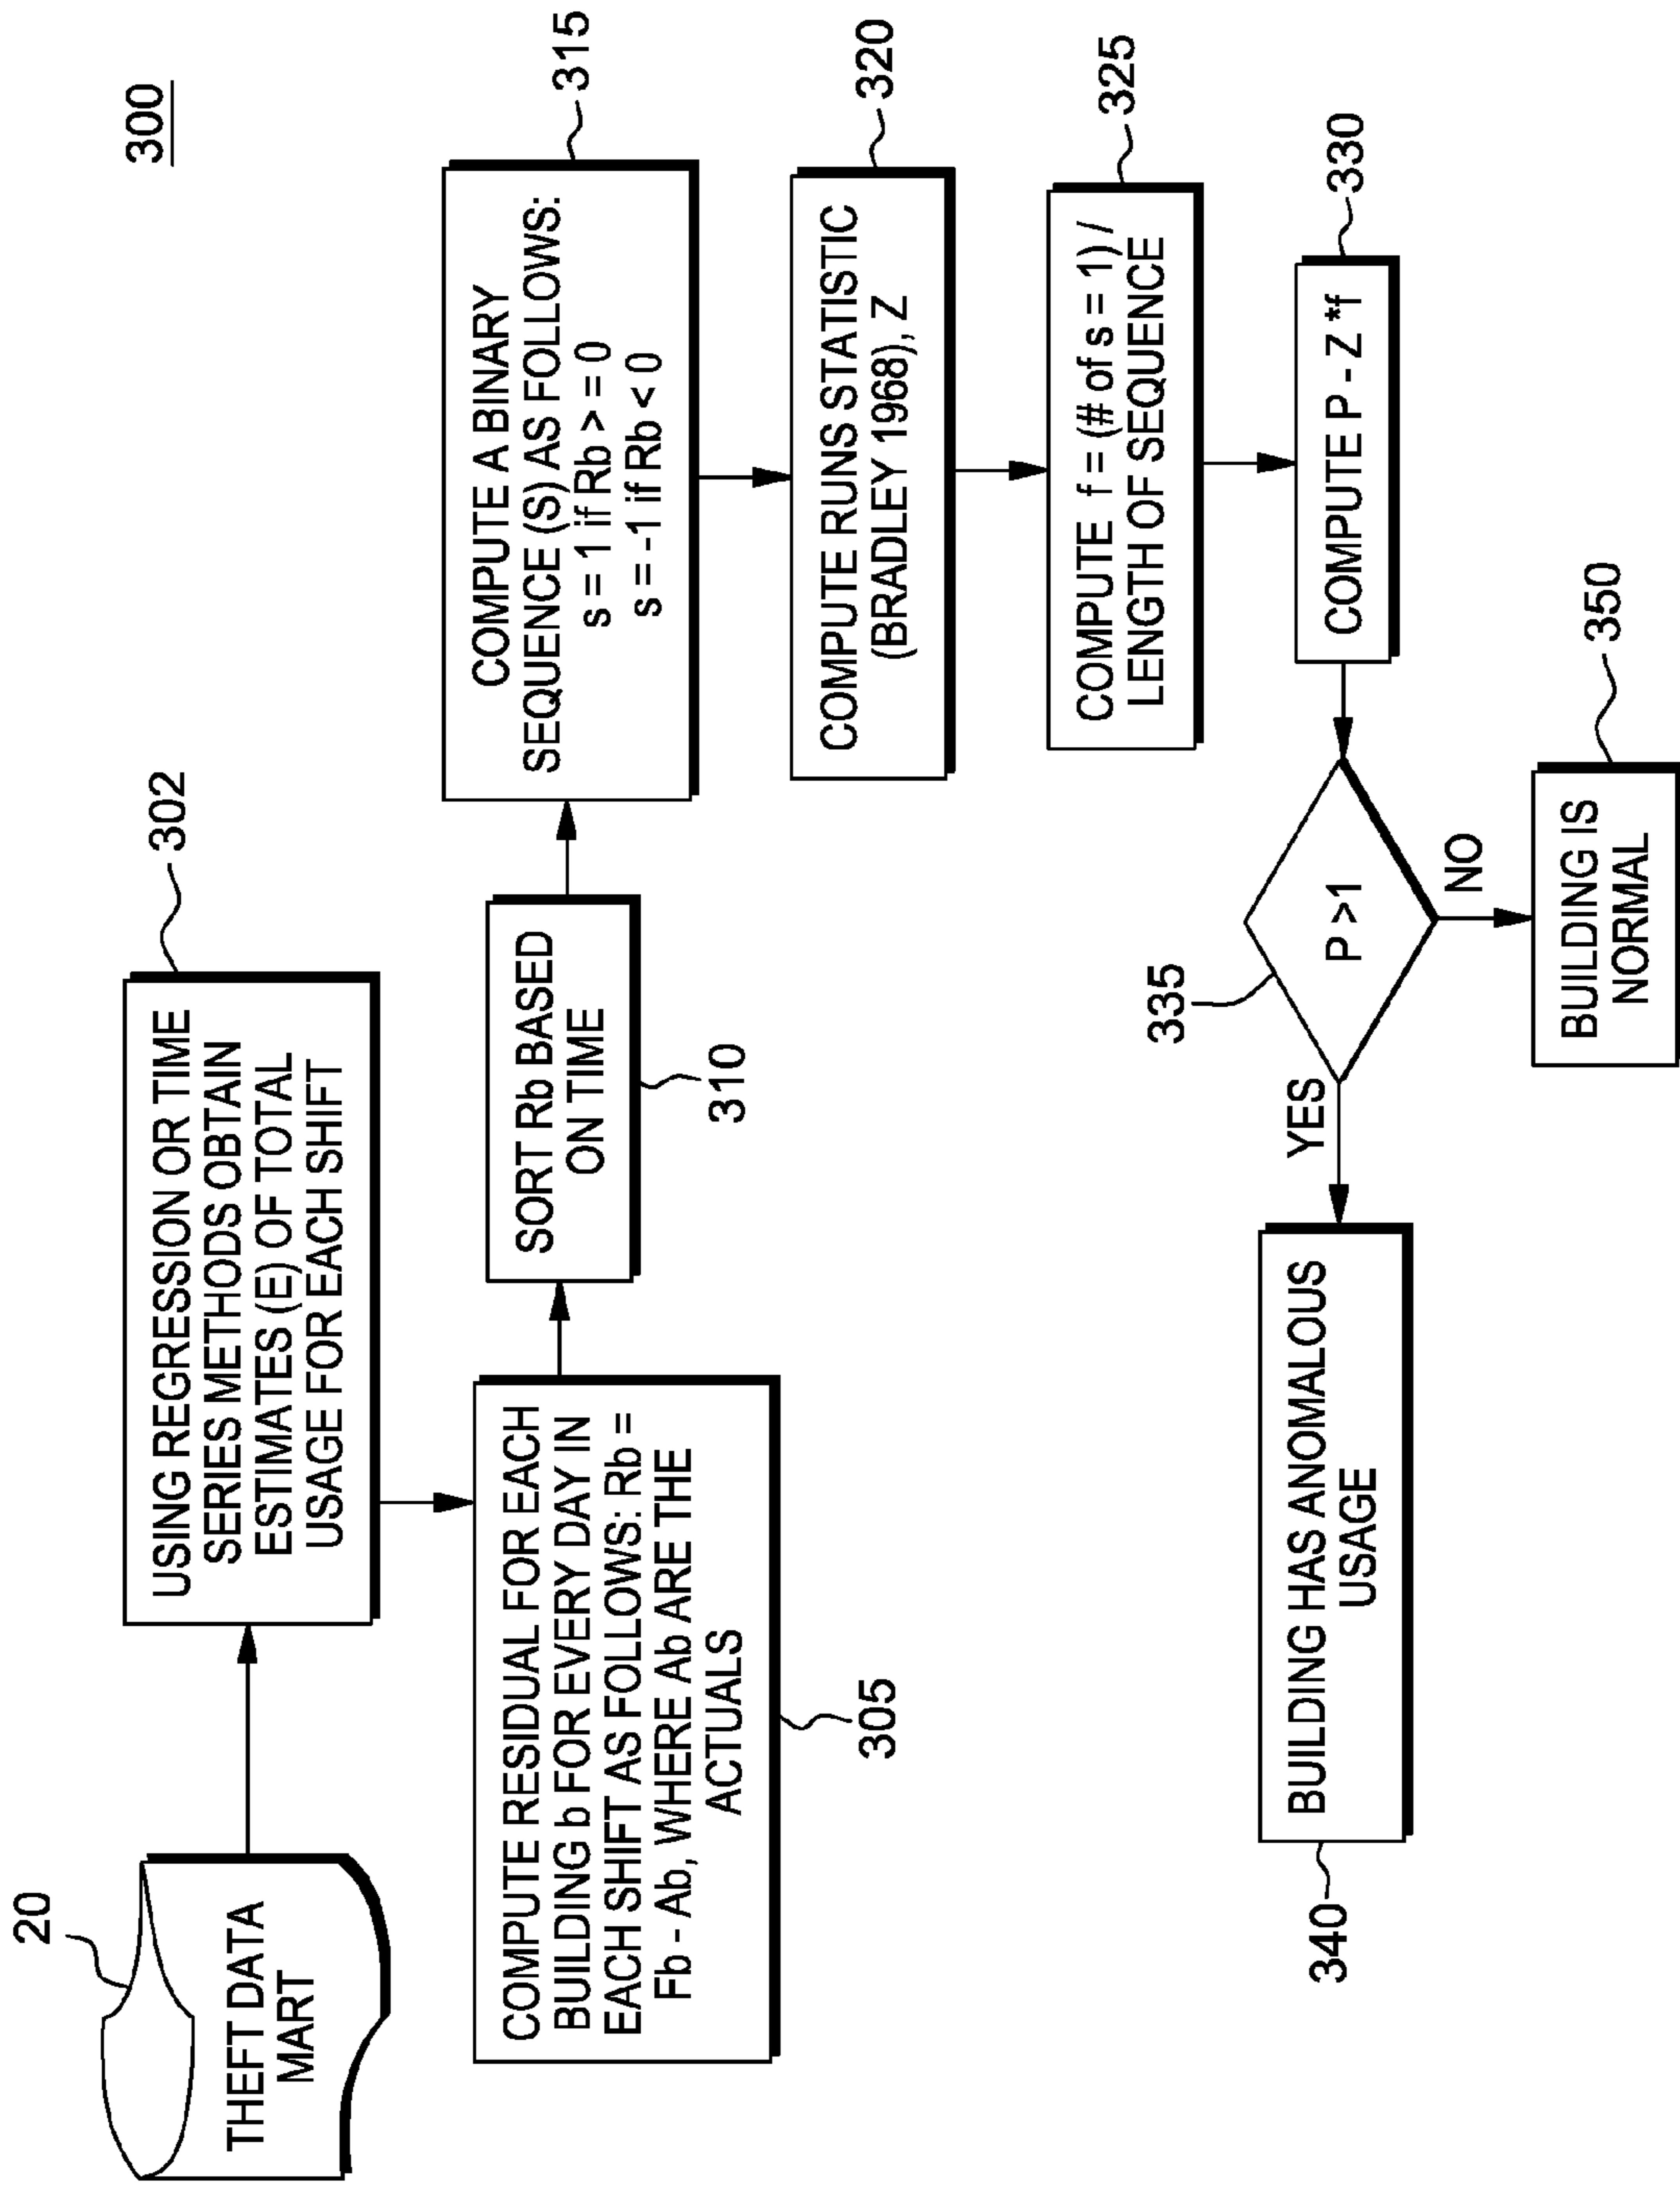 300
20
THEFT DATA
MART
302
USING REGRESSION OR TIME
SERIES METHODS OBTAIN
ESTIMATES (E) OF TOTAL
USAGE FOR EACH SHIFT
COMPUTE RESIDUAL FOR EACH
BUILDING b FOR EVERY DAY IN
EACH SHIFT AS FOLLOWS: Rb =
Fb - Ab, WHERE Ab ARE THE
ACTUALS
305
SORT Rb BASED
ON TIME
310
COMPUTE A BINARY
SEQUENCE (S) AS FOLLOWS:
s = 1 if Rb > = 0
s = -1 if Rb < 0
315
COMPUTE RUNS STATISTIC
(BRADLEY 1968), Z
320
COMPUTE f = (# of s = 1) /
LENGTH OF SEQUENCE
325
COMPUTE P - Z *f
330
335
P >1
YES
NO
BUILDING HAS ANOMALOUS
USAGE
340
BUILDING IS
NORMAL
350